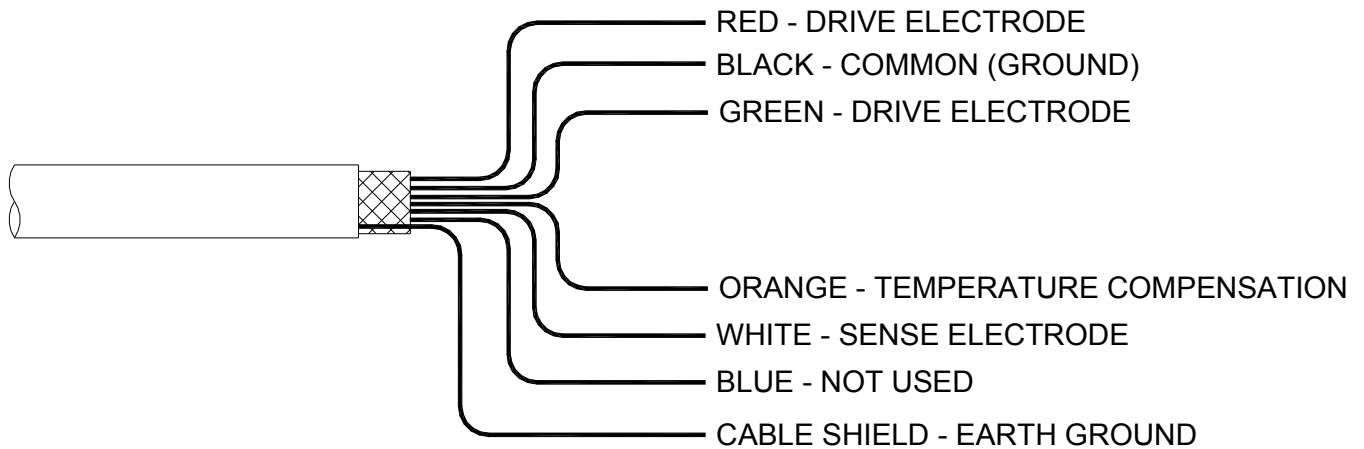 RED - DRIVE ELECTRODE
BLACK - COMMON (GROUND)
GREEN - DRIVE ELECTRODE
ORANGE - TEMPERATURE COMPENSATION
WHITE - SENSE ELECTRODE
BLUE - NOT USED
CABLE SHIELD - EARTH GROUND